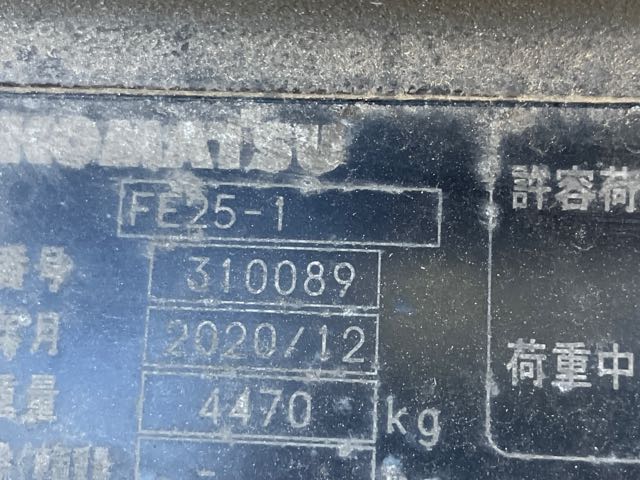 KOMATSU
FE25-1
許容荷
番号 310089
年月 2020/12
荷重中
重量 4470 kg
-